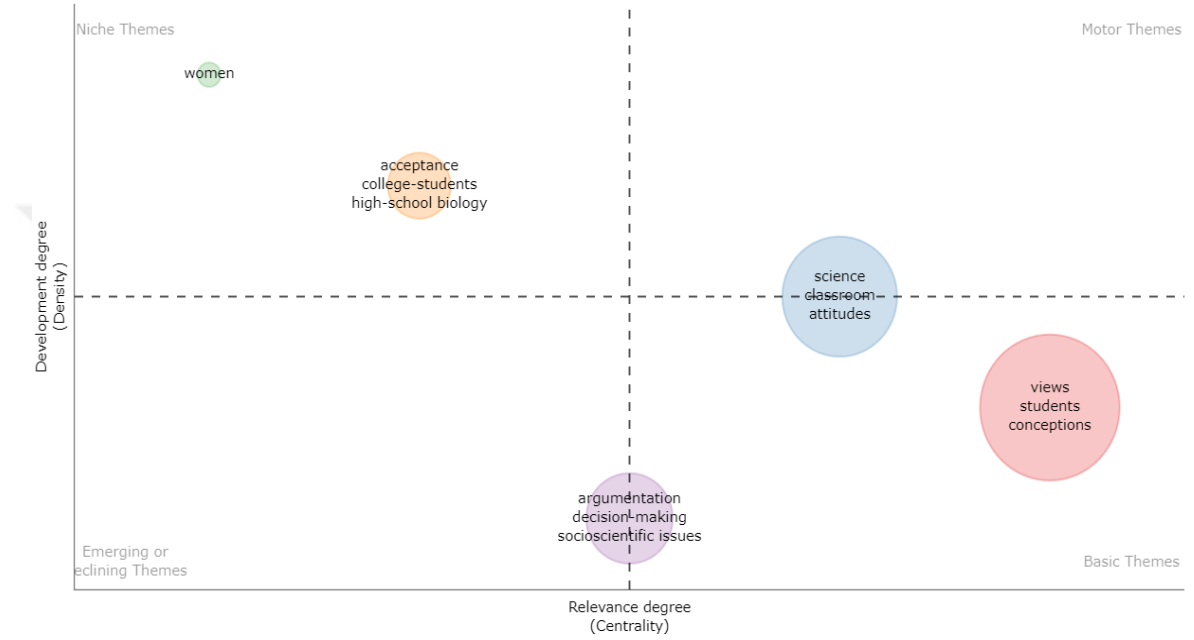 Niche Themes
Motor Themes
women
acceptance
college-students
high-school biology
science
classroom
attitudes
views
students
conceptions
argumentation
decision-making
socioscientific issues
Emerging or
eclining Themes
Basic Themes
Development degree
(Density)
Relevance degree
(Centrality)